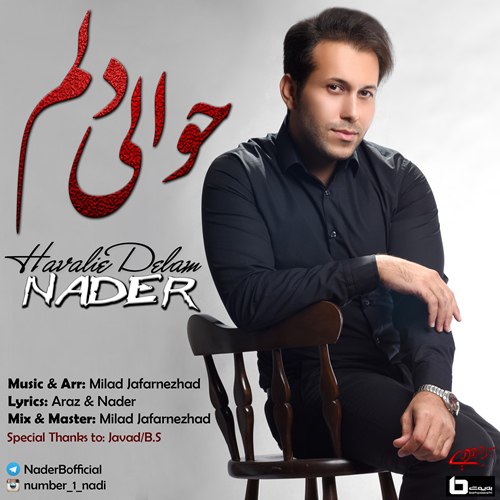 حوالی دلم
Havalie Delam
NADER
Music & Arr: Milad Jafarnezhad
Lyrics: Araz & Nader
Mix & Master: Milad Jafarnezhad
Special Thanks to: Javad/B.S
NaderBofficial
number_1_nadi